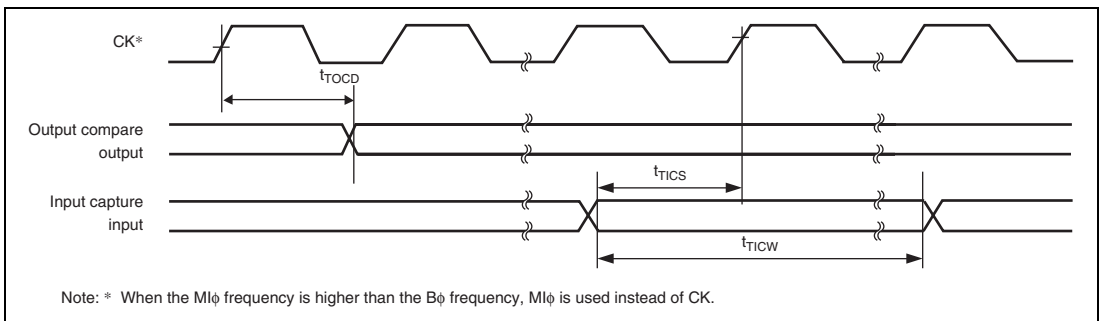 CK*
tTOCD
Output compare
output
tTICS
Input capture
input
tTICW
Note: * When the MIϕ frequency is higher than the Bϕ frequency, MIϕ is used instead of CK.